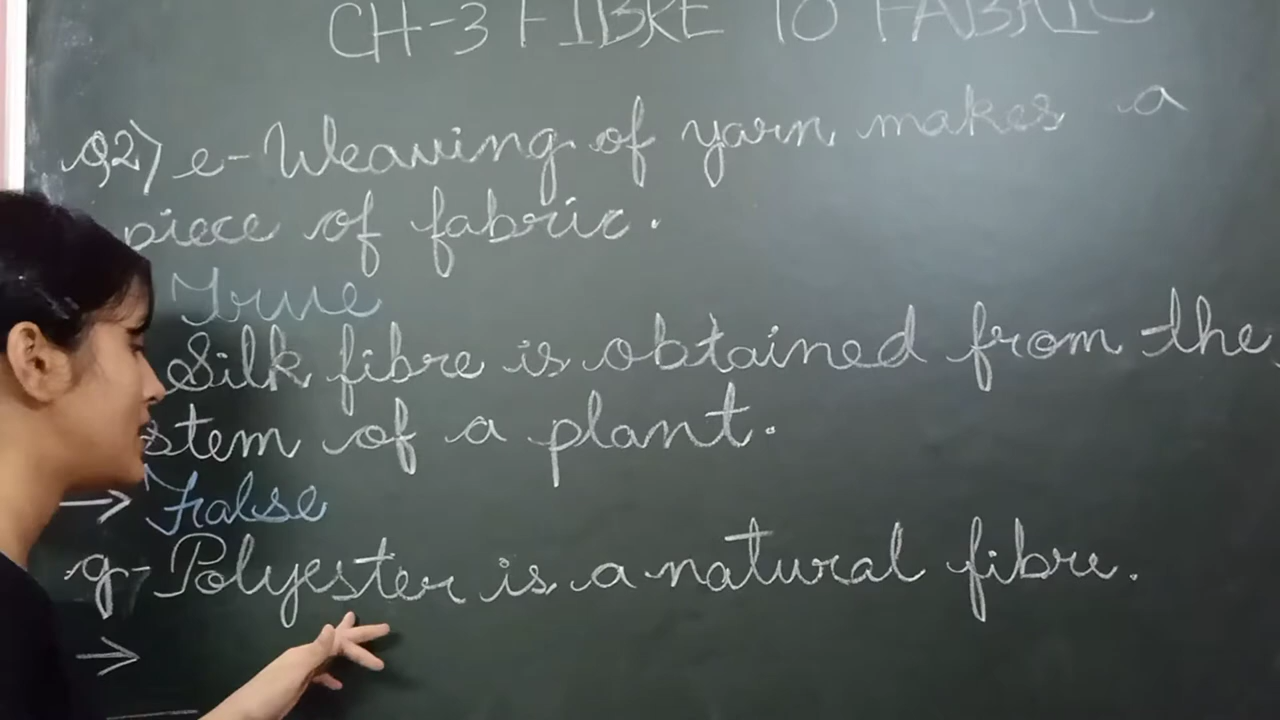 CH-3 FIBRE TO FABRIC
Q2) e- Weaving of yarn makes a
piece of fabric.
True
Silk fibre is obtained from the
stem of a plant.
→ False
g- Polyester is a natural fibre.
→